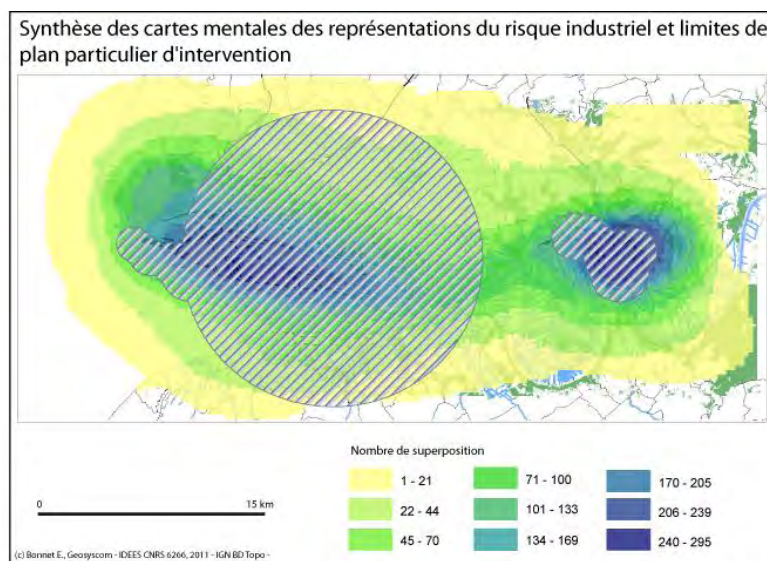 Synthèse des cartes mentales des représentations du risque industriel et limites de
plan particulier d'intervention
Nombre de superposition
1 - 21
22 - 44
45 - 70
71 - 100
101 - 133
134 - 169
170 - 205
206 - 239
240 - 295
0 15 km
(c) Bonnet E., Geosyscom - IDEES CNRS 6266, 2011 - IGN BD Topo -